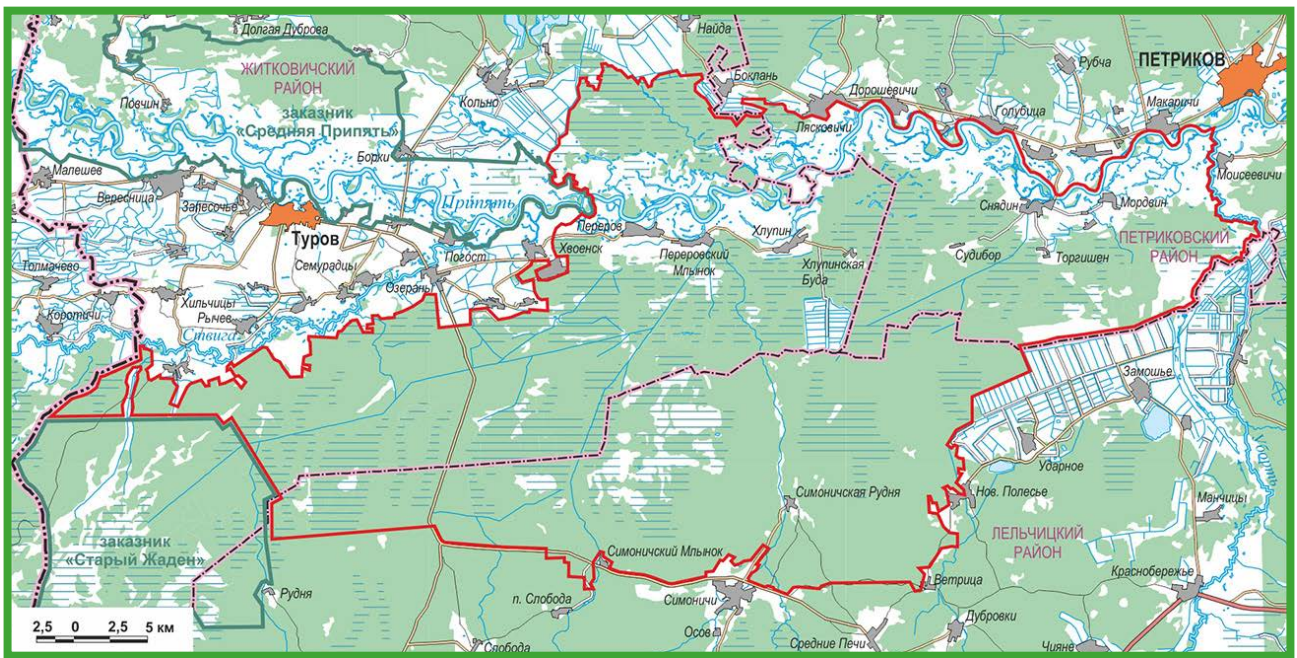 Долгая Дуброва
Найда
ЖИТКОВИЧСКИЙ
РАЙОН
Боклань
Рубча
ПЕТРИКОВ
Повчин
Кольно
Дорошевичи
заказник
«Средняя Припять»
Голубица
Макаричи
Лясковичи
Борки
Малешев
Моисеевичи
Вересница
Запесочье
Припять
Снядин
Мордвин
Туров
Переров
Хлупин
ПЕТРИКОВСКИЙ
РАЙОН
Погост
Хвоенск
Переровский
Млынок
Судибор
Торгишен
Толмачево
Семурадцы
Хлупинская
Буда
Озераны
Хильчицы
Коротичи
Рычев
Ствига
Замошье
Ударное
Уборть
Симоничская Рудня
Нов. Полесье
Манчицы
заказник
«Старый Жаден»
ЛЕЛЬЧИЦКИЙ
РАЙОН
Симоничский Млынок
Краснобережье
Ветрица
Рудня
п. Слобода
Симоничи
Дубровки
2,5 0 2,5 5 км
Осов
Средние Печи
Слобода
Чияне